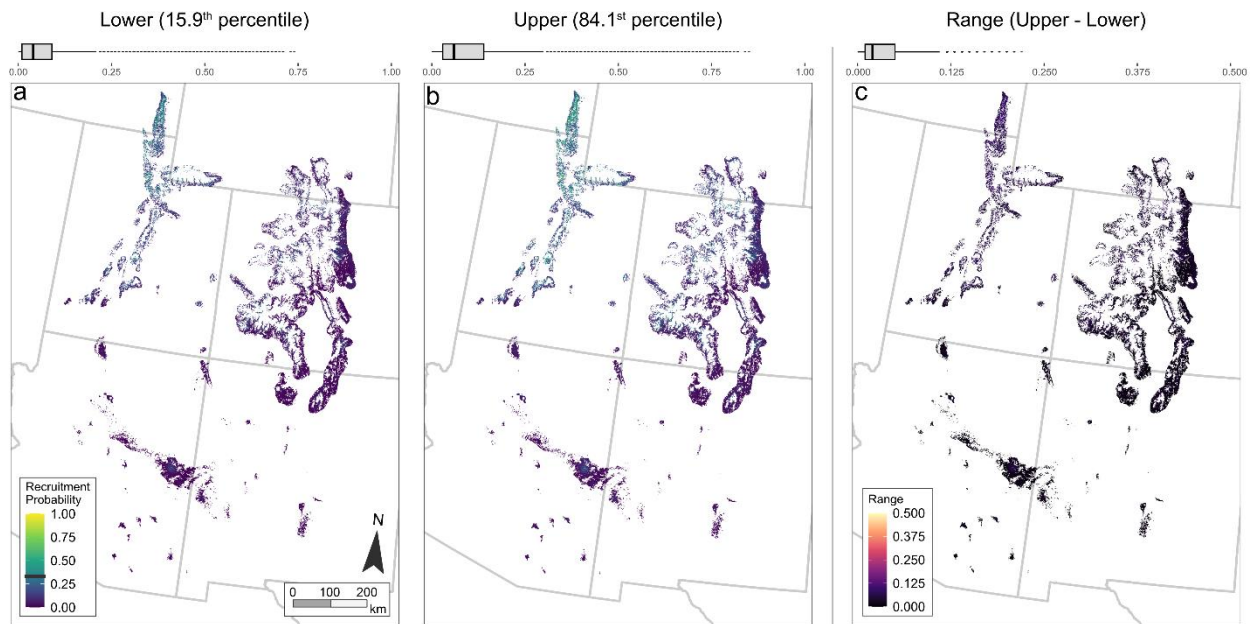 Lower (15.9th percentile)
Upper (84.1st percentile)
Range (Upper - Lower)
0.00 0.25 0.50 0.75 1.00
0.00 0.25 0.50 0.75 1.00
0.000 0.125 0.250 0.375 0.500
a
b
c
Recruitment
Probability
1.00
0.75
0.50
0.25
0.00
N
0 100 200
km
Range
0.500
0.375
0.250
0.125
0.000